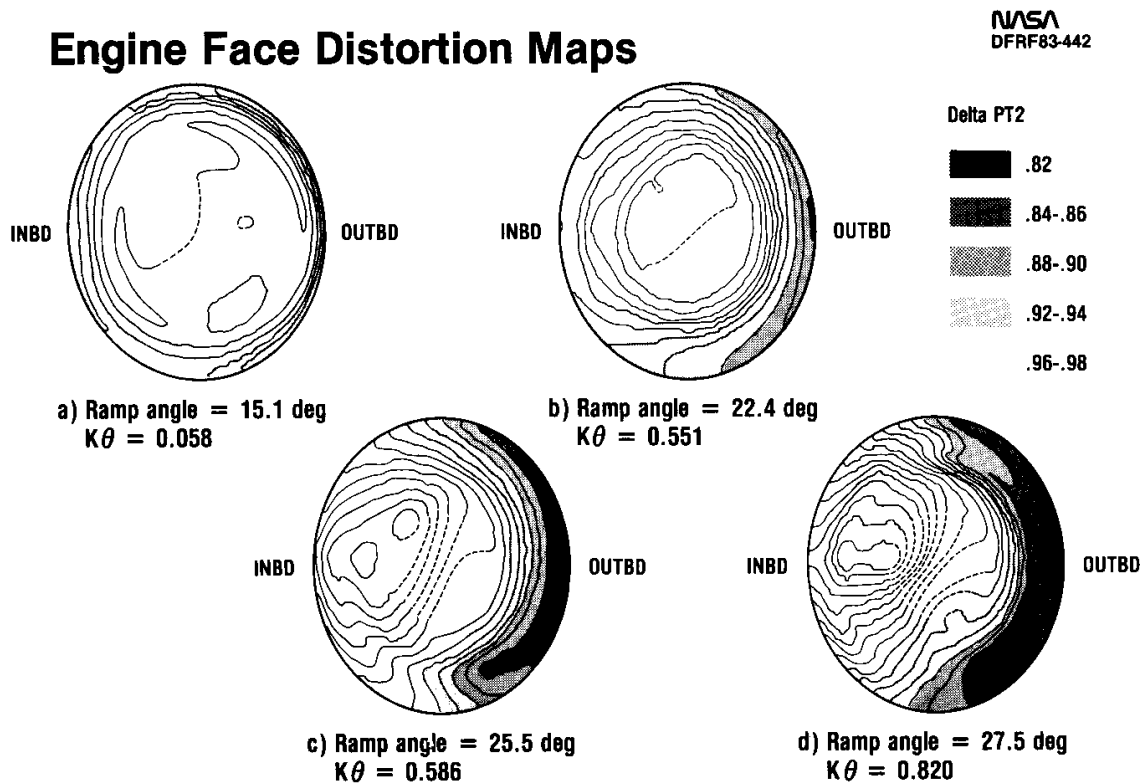 Engine Face Distortion Maps
NASA
DFRF83-442
Delta PT2
.82
.84-.86
.88-.90
.92-.94
.96-.98
INBD
OUTBD
a) Ramp angle = 15.1 deg
Kθ = 0.058
INBD
OUTBD
b) Ramp angle = 22.4 deg
Kθ = 0.551
INBD
OUTBD
c) Ramp angle = 25.5 deg
Kθ = 0.586
INBD
OUTBD
d) Ramp angle = 27.5 deg
Kθ = 0.820